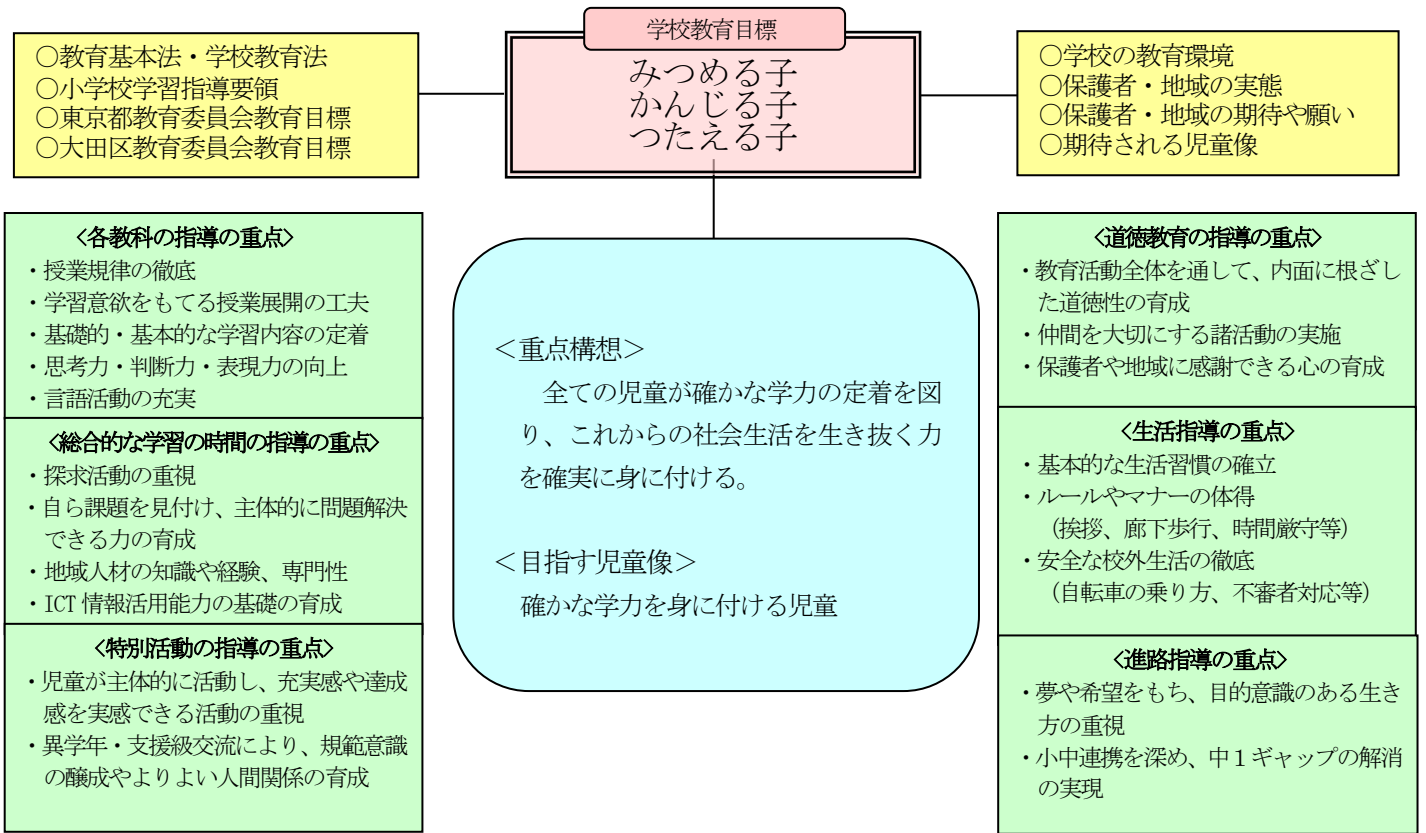 学校教育目標
みつめる子
かんじる子
つたえる子
○教育基本法・学校教育法
○小学校学習指導要領
○東京都教育委員会教育目標
○大田区教育委員会教育目標
○学校の教育環境
○保護者・地域の実態
○保護者・地域の期待や願い
○期待される児童像
<各教科の指導の重点>
・授業規律の徹底
・学習意欲をもてる授業展開の工夫
・基礎的・基本的な学習内容の定着
・思考力・判断力・表現力の向上
・言語活動の充実
<総合的な学習の時間の指導の重点>
・探求活動の重視
・自ら課題を見付け、主体的に問題解決
できる力の育成
・地域人材の知識や経験、専門性
・ICT 情報活用能力の基礎の育成
<特別活動の指導の重点>
・児童が主体的に活動し、充実感や達成
感を実感できる活動の重視
・異学年・支援級交流により、規範意識
の醸成やよりよい人間関係の育成
<重点構想>
全ての児童が確かな学力の定着を図
り、これからの社会生活を生き抜く力
を確実に身に付ける。
<目指す児童像>
確かな学力を身に付ける児童
<道徳教育の指導の重点>
・教育活動全体を通して、内面に根ざし
た道徳性の育成
・仲間を大切にする諸活動の実施
・保護者や地域に感謝できる心の育成
<生活指導の重点>
・基本的な生活習慣の確立
・ルールやマナーの体得
(挨拶、廊下歩行、時間厳守等)
・安全な校外生活の徹底
(自転車の乗り方、不審者対応等)
<進路指導の重点>
・夢や希望をもち、目的意識のある生き
方の重視
・小中連携を深め、中１ギャップの解消
の実現